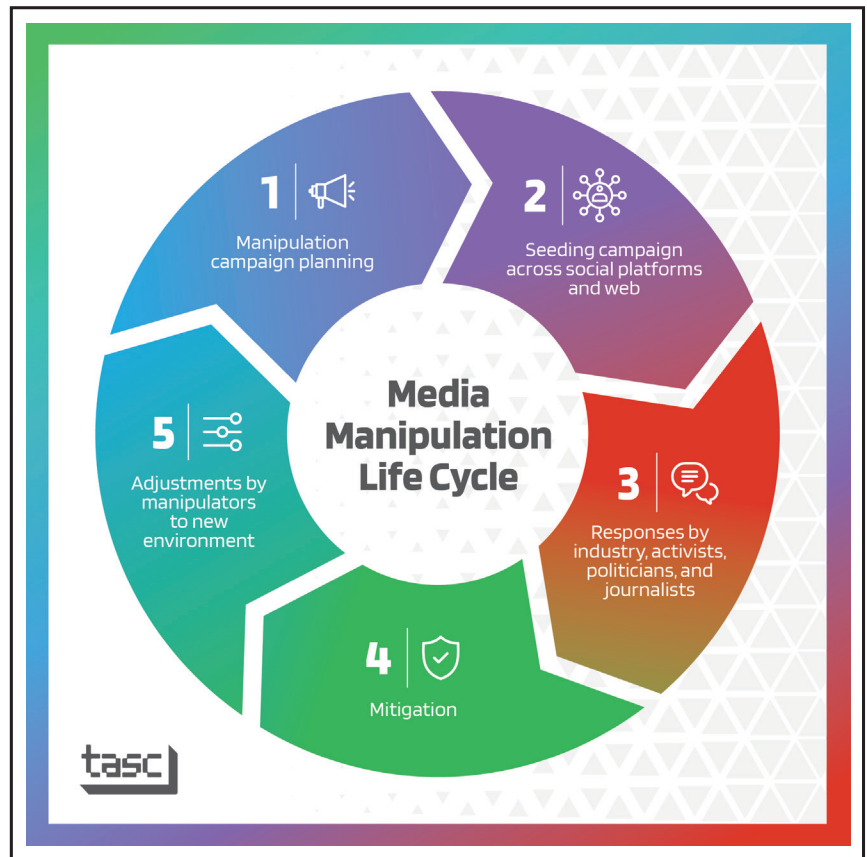 Media
Manipulation
Life Cycle
1
Manipulation
campaign planning
2
Seeding campaign
across social platforms
and web
3
Responses by
industry, activists,
politicians, and
journalists
4
Mitigation
5
Adjustments by
manipulators
to new
environment
tasc